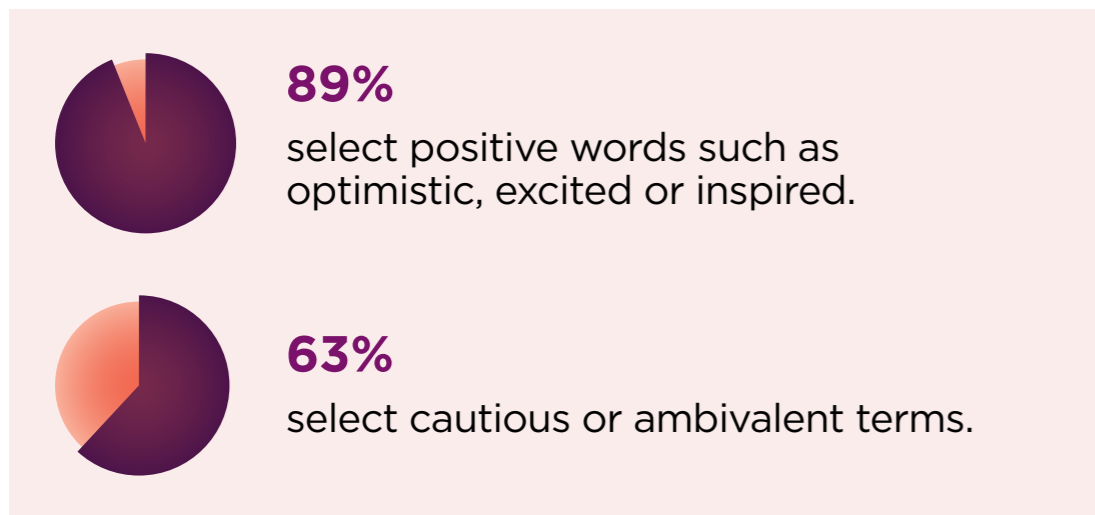 89%
select positive words such as
optimistic, excited or inspired.
63%
select cautious or ambivalent terms.